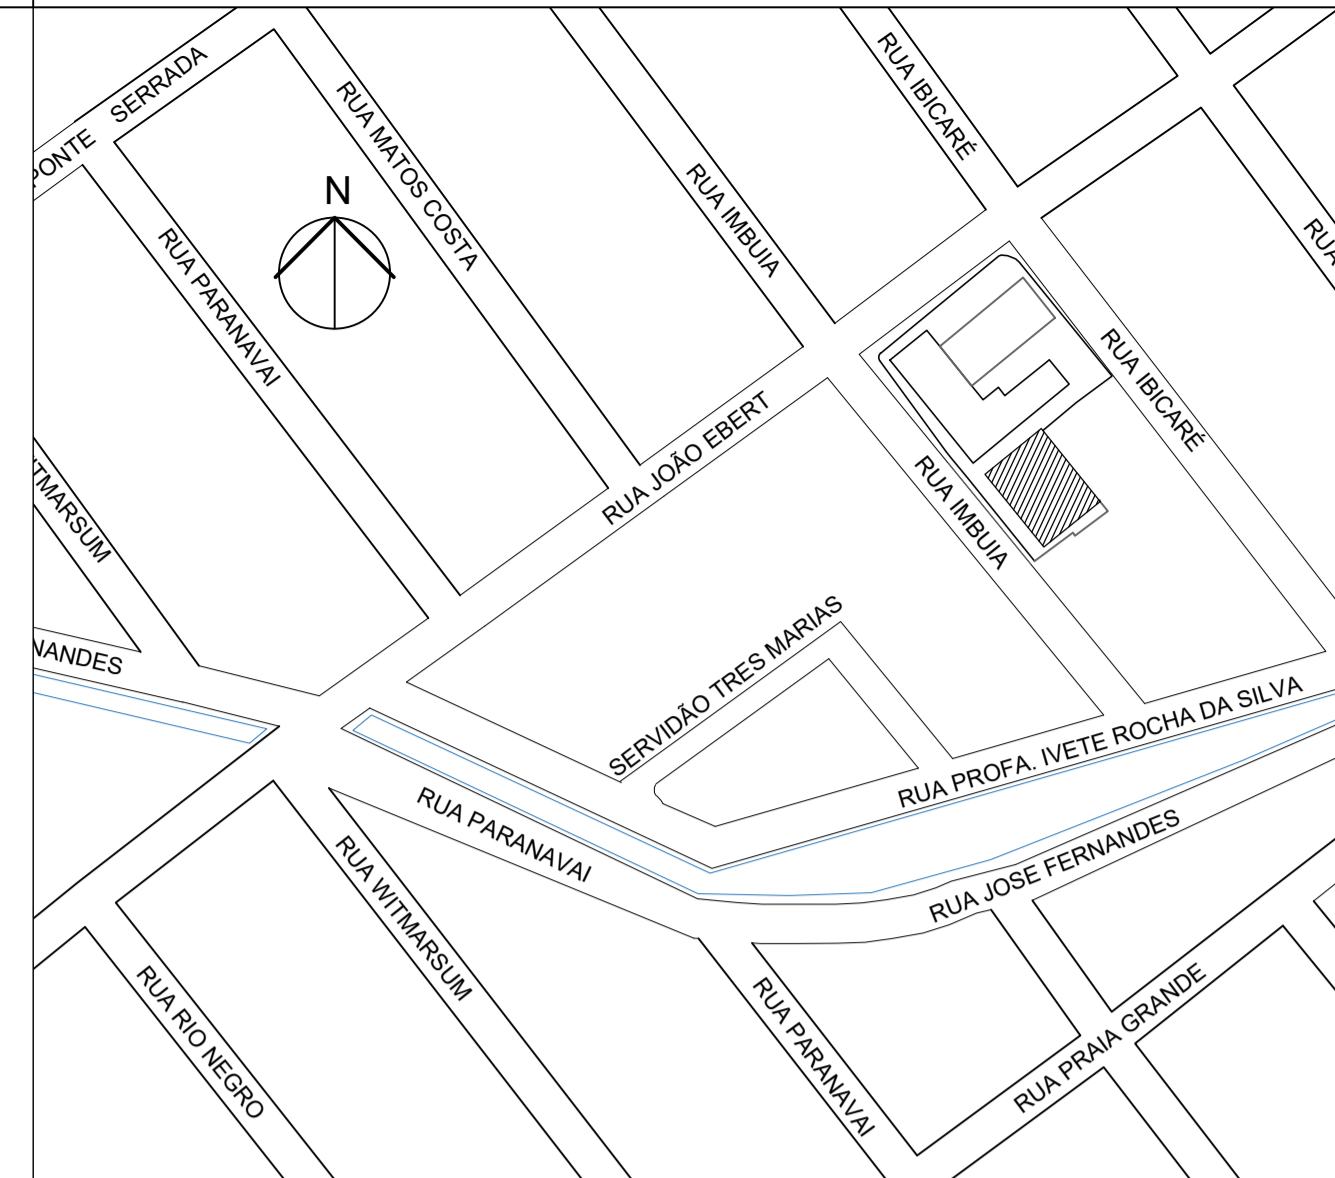 PONTE SERRADA
RUA MATOS COSTA
RUA IBICARÉ
RUA IMBUIA
N
RUA PARANAVAI
RUA
RUA IBICARÉ
RUA JOÃO EBERT
RUA IMBUIA
ITMARSUM
SERVIDÃO TRES MARIAS
NANDES
RUA PROFA. IVETE ROCHA DA SILVA
RUA PARANAVAI
RUA JOSE FERNANDES
RUA WITMARSUM
RUA RIO NEGRO
RUA PARANAVAI
RUA PRAIA GRANDE